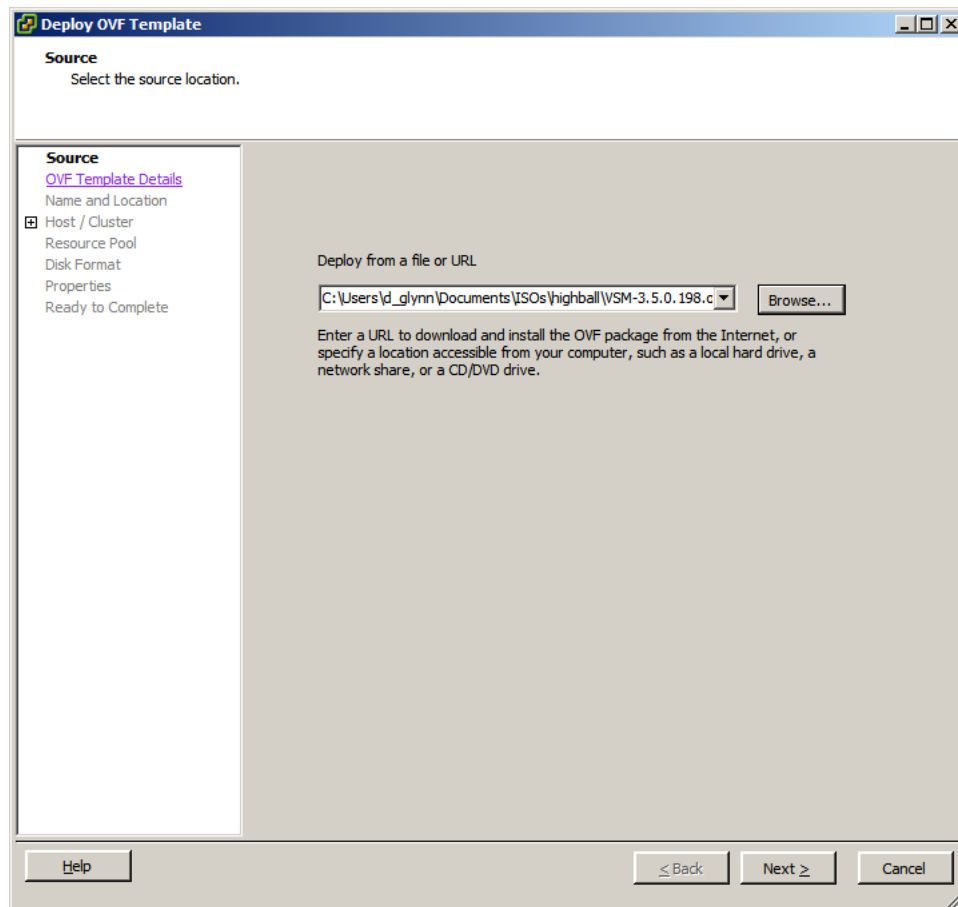 Deploy OVF Template
Source
Select the source location.
Source
OVF Template Details
Name and Location
Host / Cluster
Resource Pool
Disk Format
Properties
Ready to Complete
Deploy from a file or URL
C:\Users\d_glynn\Documents\ISOs\highball\VSM-3.5.0.198.o
Browse...
Enter a URL to download and install the OVF package from the Internet, or
specify a location accessible from your computer, such as a local hard drive, a
network share, or a CD/DVD drive.
Help
≤ Back
Next ≥
Cancel